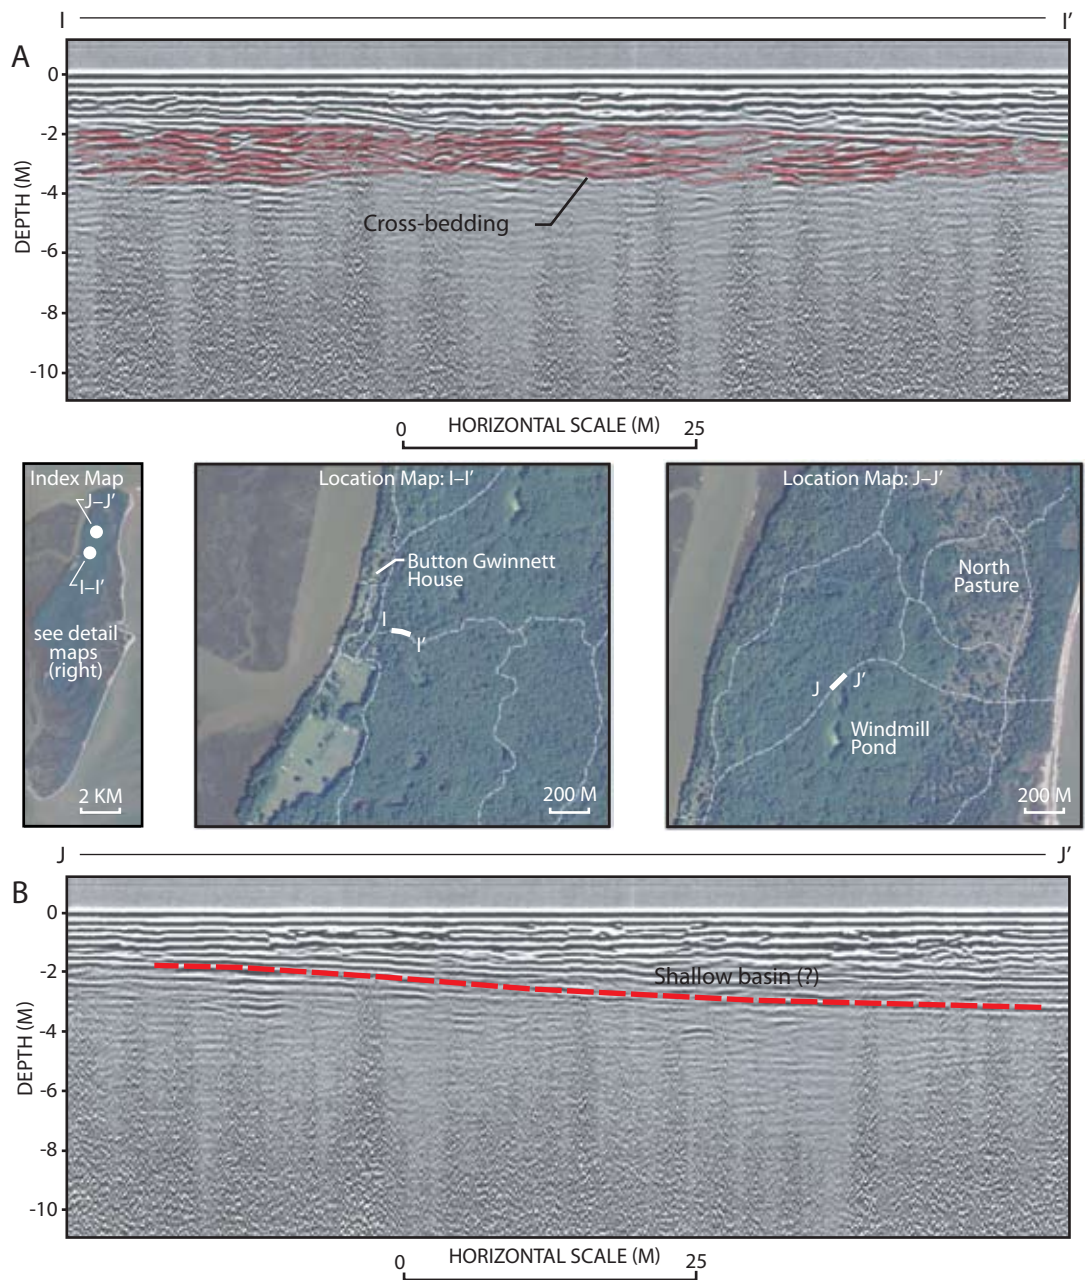 I I’
A
0
-2
-4
-6
-8
-10
DEPTH (M)
Cross-bedding
0 HORIZONTAL SCALE (M) 25
Index Map
J–J’
I–I’
see detail
maps
(right)
2 KM
Location Map: I–I’
Button Gwinnett
House
I
I’
200 M
Location Map: J–J’
North
Pasture
J J’
Windmill
Pond
200 M
J J’
B
0
-2
-4
-6
-8
-10
DEPTH (M)
Shallow basin (?)
0 HORIZONTAL SCALE (M) 25